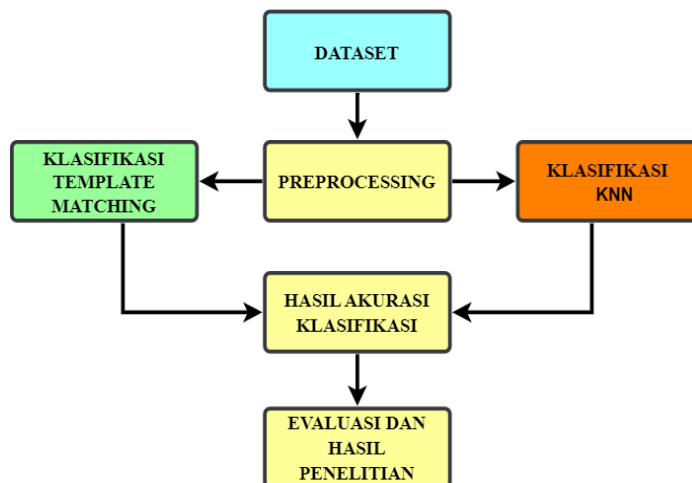 DATASET
KLASIFIKASI
TEMPLATE
MATCHING
PREPROCESSING
KLASIFIKASI
KNN
HASIL AKURASI
KLASIFIKASI
EVALUASI DAN
HASIL
PENELITIAN